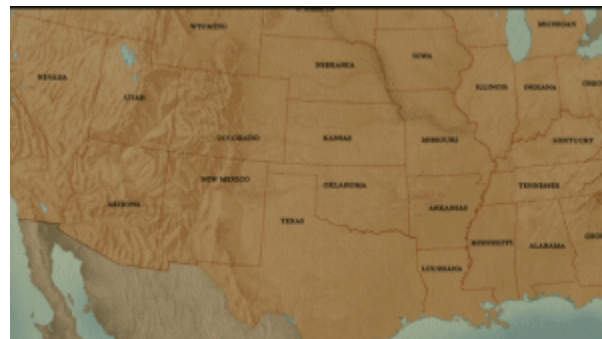 WYOMING
MICHIGAN
NEBRASKA
IOWA
NEVADA
UTAH
ILLINOIS
INDIANA
OHIO
COLORADO
KANSAS
MISSOURI
KENTUCKY
NEW MEXICO
OKLAHOMA
TENNESSEE
ARIZONA
ARKANSAS
TEXAS
MISSISSIPPI
ALABAMA
LOUISIANA